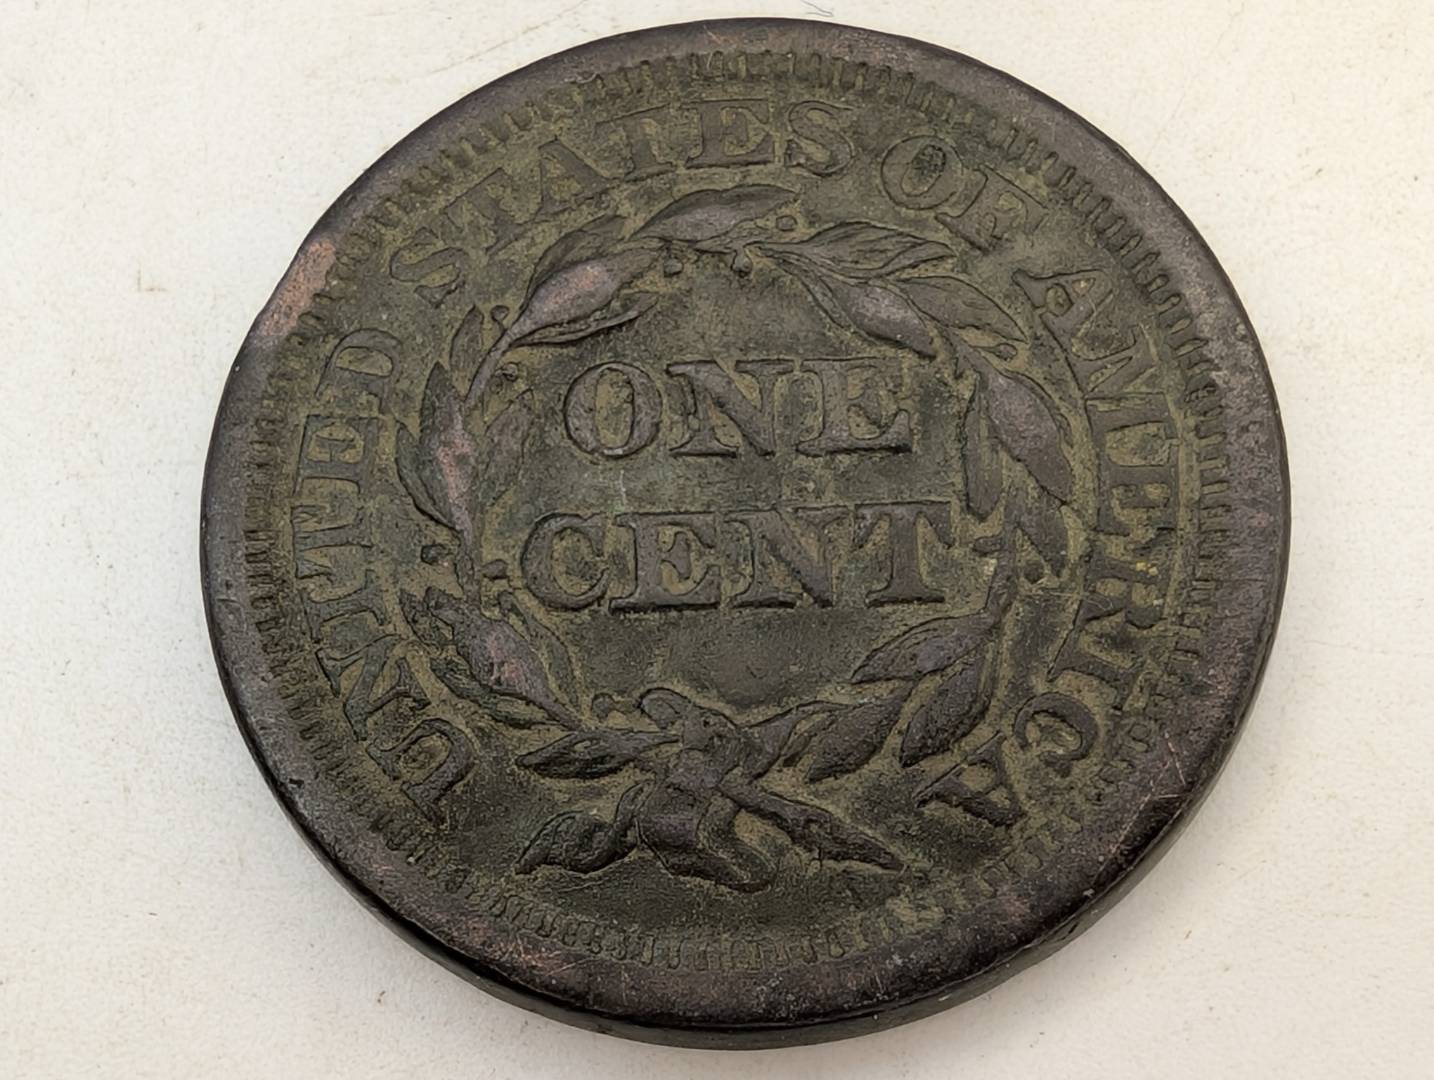 UNITED STATES OF AMERICA
ONE
CENT